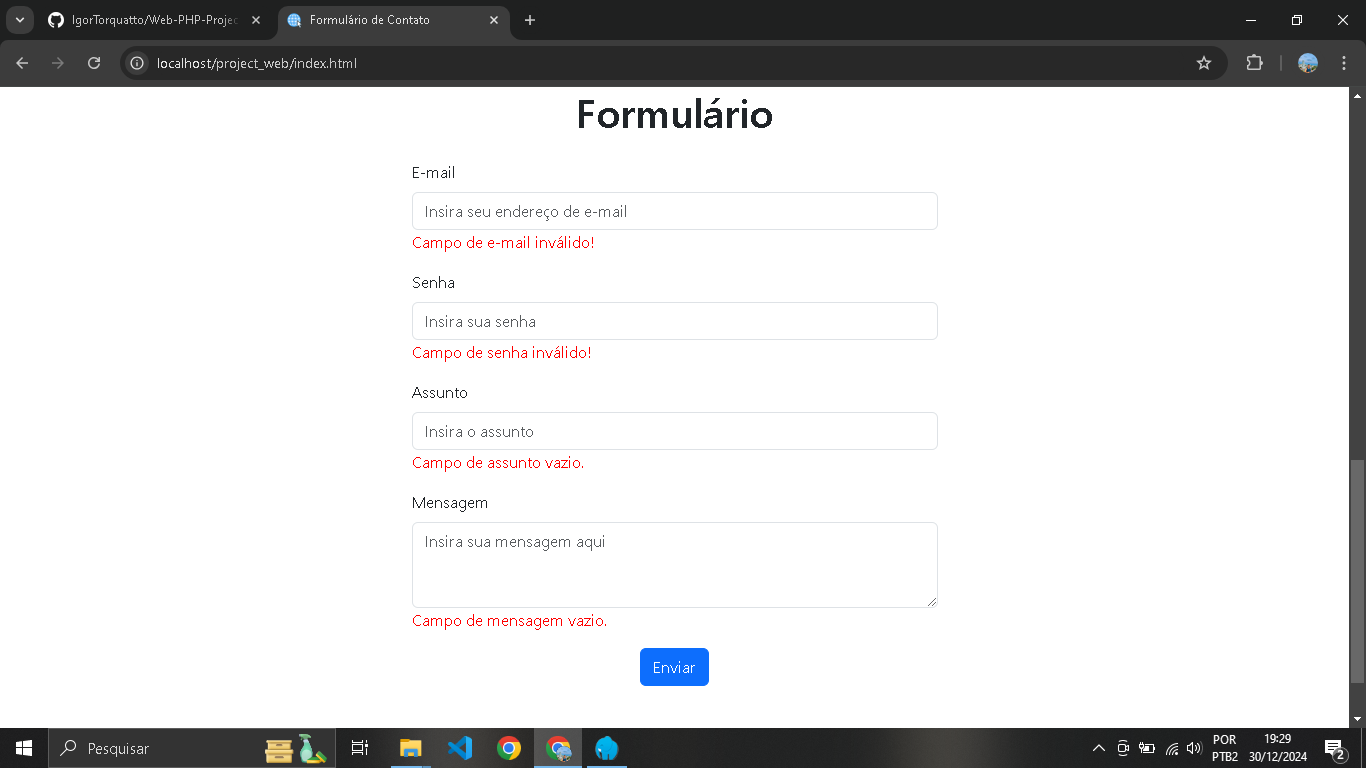 IgorTorquatto/Web-PHP-Projec
Formulário de Contato
localhost/project_web/index.html
Formulário
E-mail
Insira seu endereço de e-mail
Campo de e-mail inválido!
Senha
Insira sua senha
Campo de senha inválido!
Assunto
Insira o assunto
Campo de assunto vazio.
Mensagem
Insira sua mensagem aqui
Campo de mensagem vazio.
Enviar
Pesquisar
POR
PTB2
19:29
30/12/2024
2